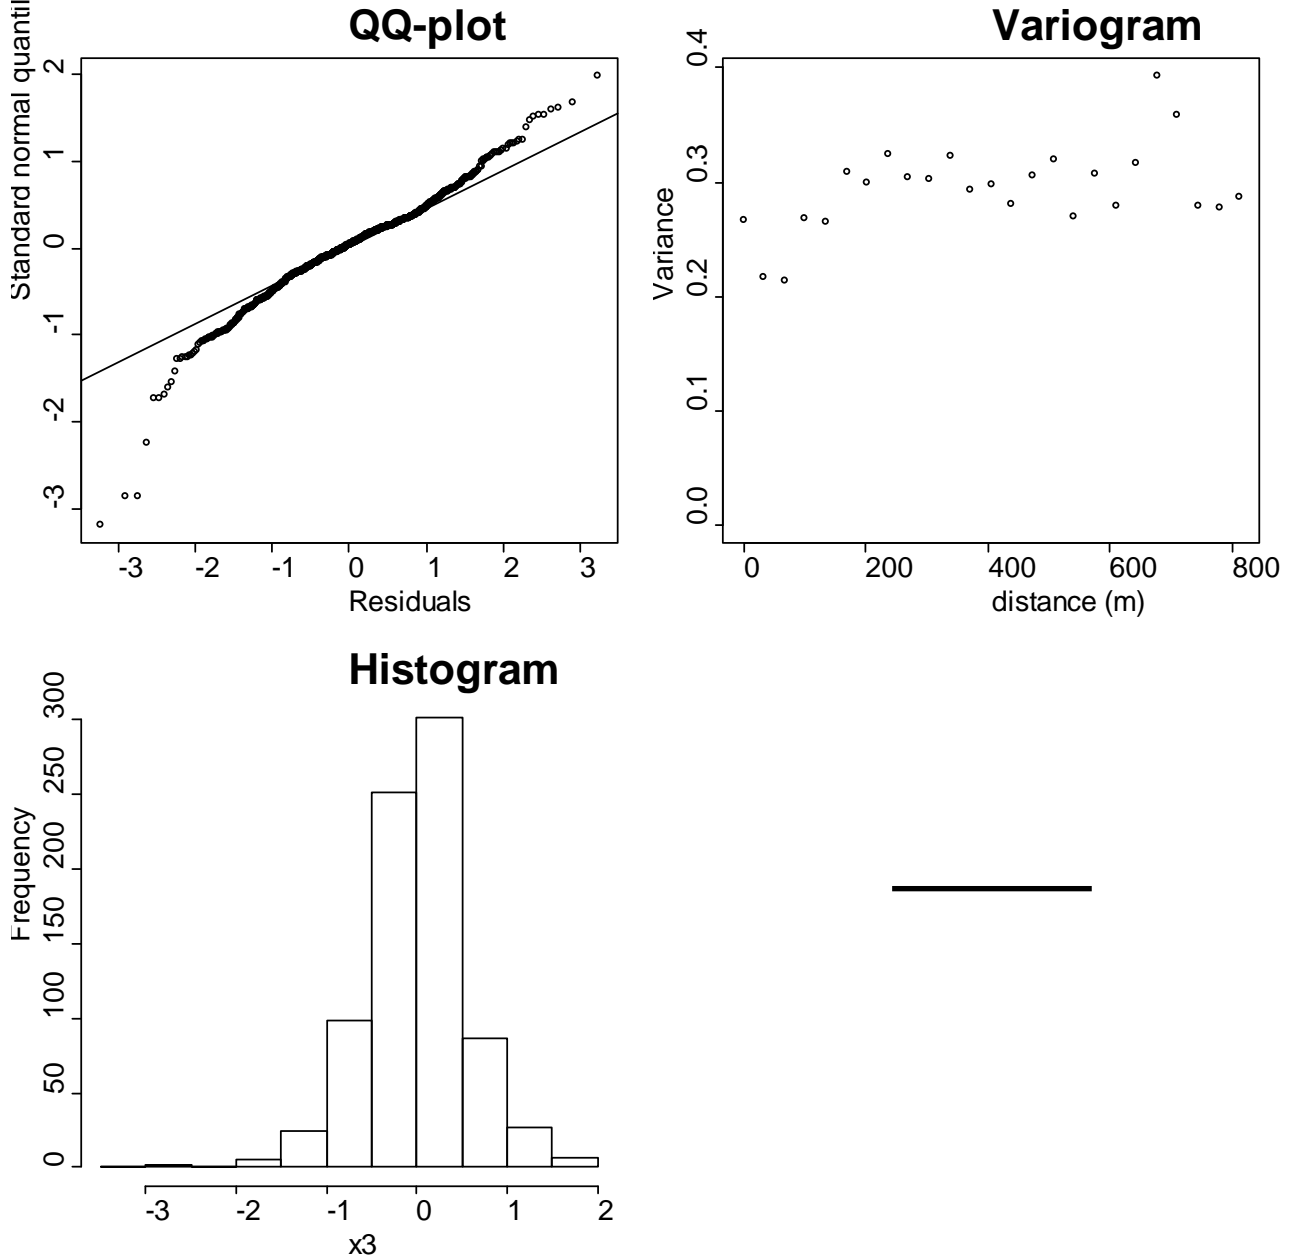 QQ-plot
Standard normal quantil
2
1
0
-1
-2
-3
-3 -2 -1 0 1 2 3
Residuals
Variogram
Variance
0.4
0.3
0.2
0.1
0.0
0 200 400 600 800
distance (m)
Histogram
Frequency
300
250
200
150
100
50
0
-3 -2 -1 0 1 2
x3